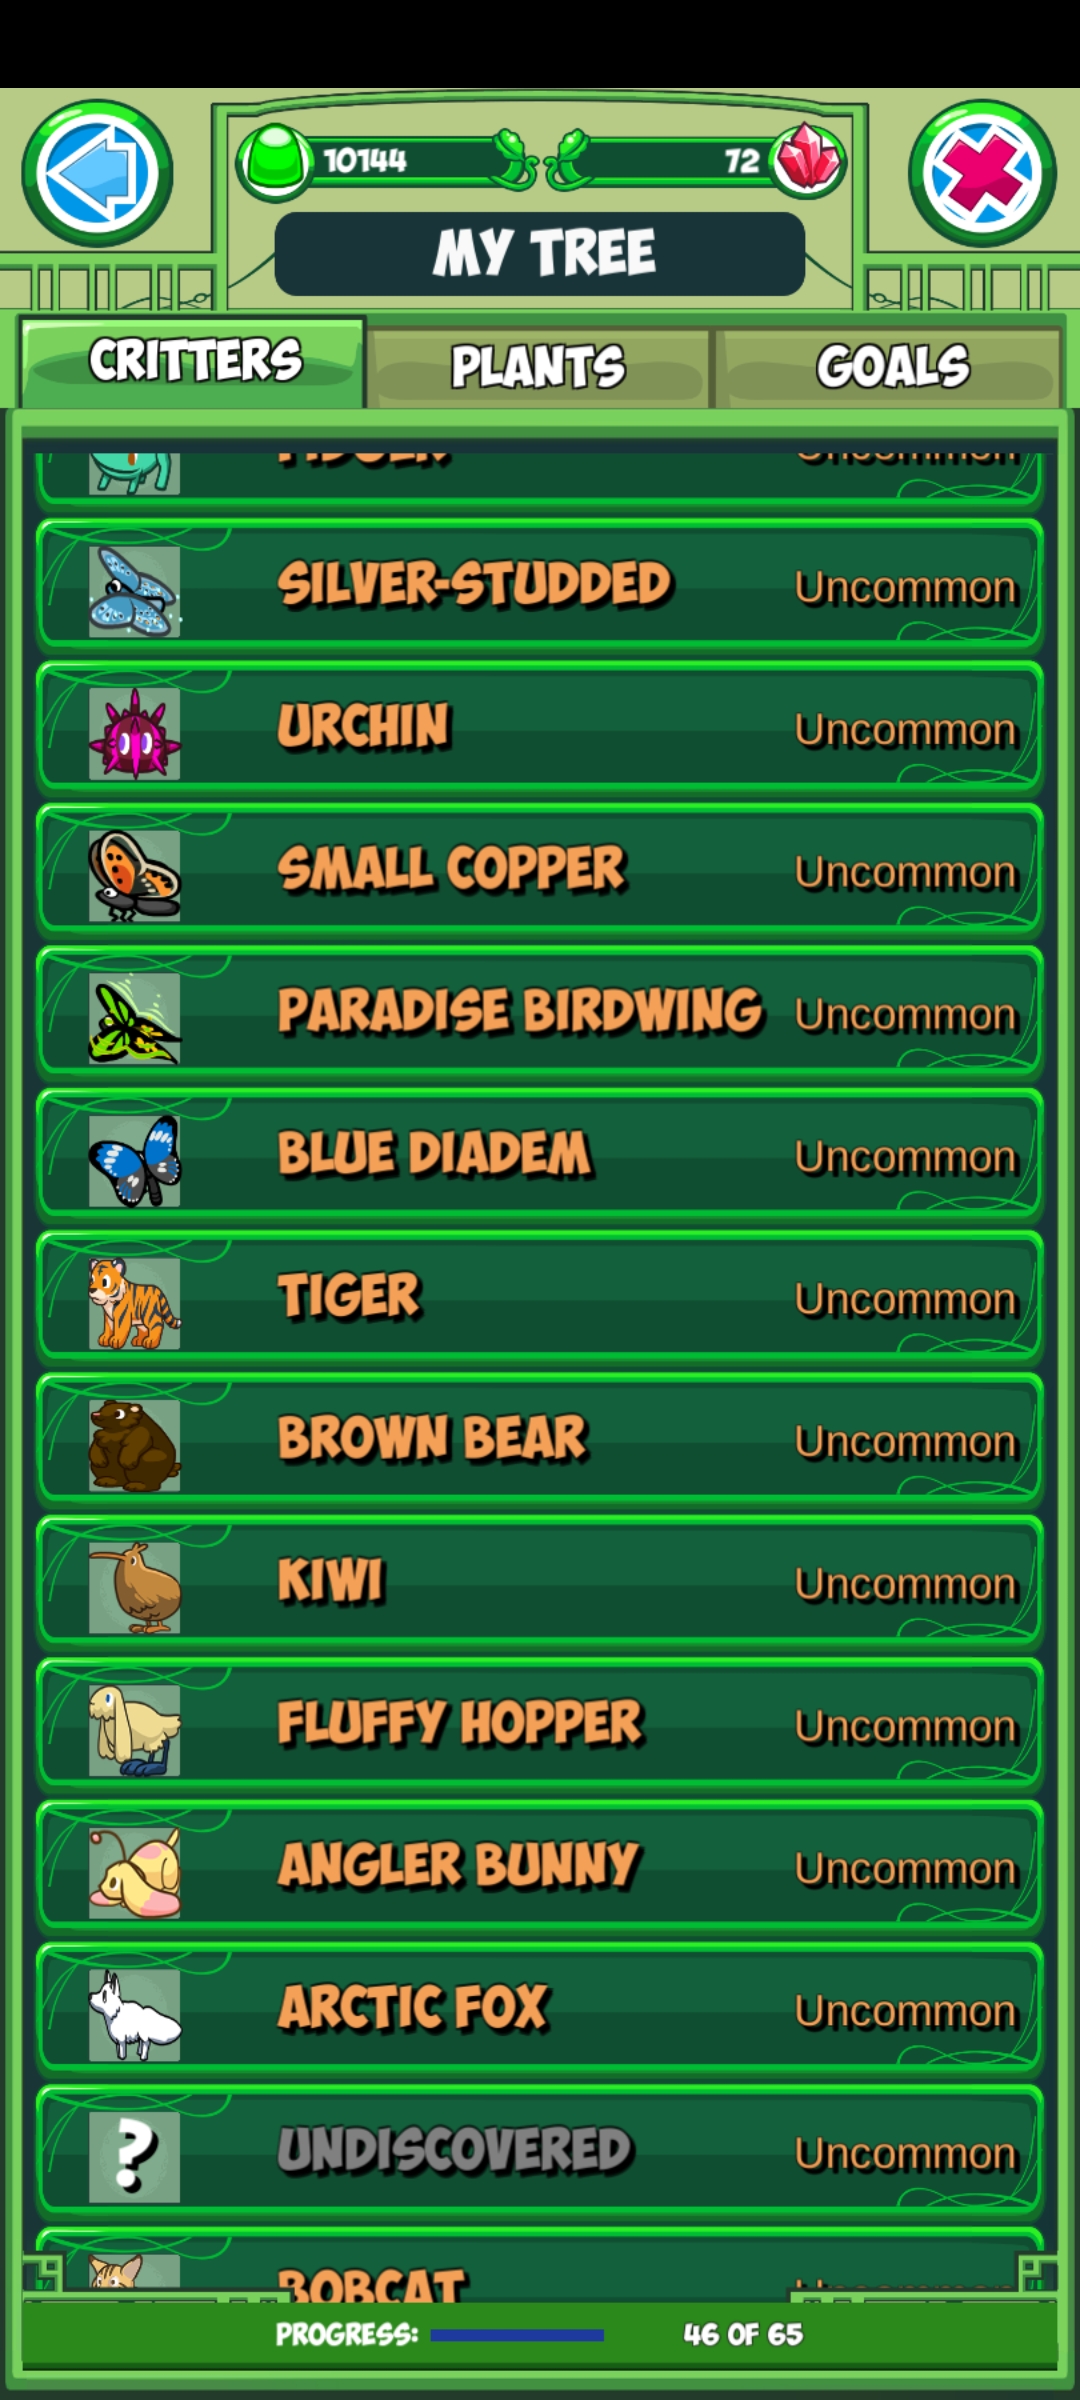 10144
72
MY TREE
CRITTERS
PLANTS
GOALS
Uncommon
SILVER-STUDDED
Uncommon
URCHIN
Uncommon
SMALL COPPER
Uncommon
PARADISE BIRDWING
Uncommon
BLUE DIADEM
Uncommon
TIGER
Uncommon
BROWN BEAR
Uncommon
KIWI
Uncommon
FLUFFY HOPPER
Uncommon
ANGLER BUNNY
Uncommon
ARCTIC FOX
Uncommon
?
UNDISCOVERED
Uncommon
BOBCAT
PROGRESS:
46 OF 65